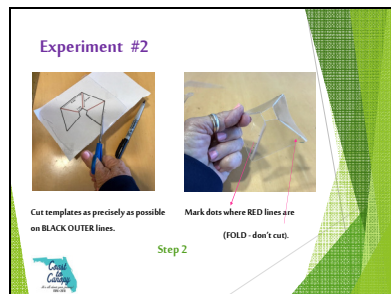 Experiment #2
Cut templates as precisely as possible
on BLACK OUTER lines.
Mark dots where RED lines are
(FOLD - don't cut).
Step 2
Coast
to
Canopy